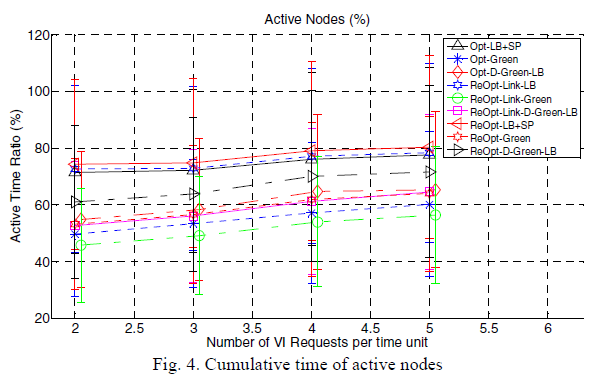 Active Nodes (%)
120
100
80
60
40
20
Active Time Ratio (%)
Opt-LB+SP
Opt-Green
Opt-D-Green-LB
ReOpt-Link-LB
ReOpt-Link-Green
ReOpt-Link-D-Green-LB
ReOpt-LB+SP
ReOpt-Green
ReOpt-D-Green-LB
2 2.5 3 3.5 4 4.5 5 5.5 6
Number of VI Requests per time unit
Fig. 4. Cumulative time of active nodes